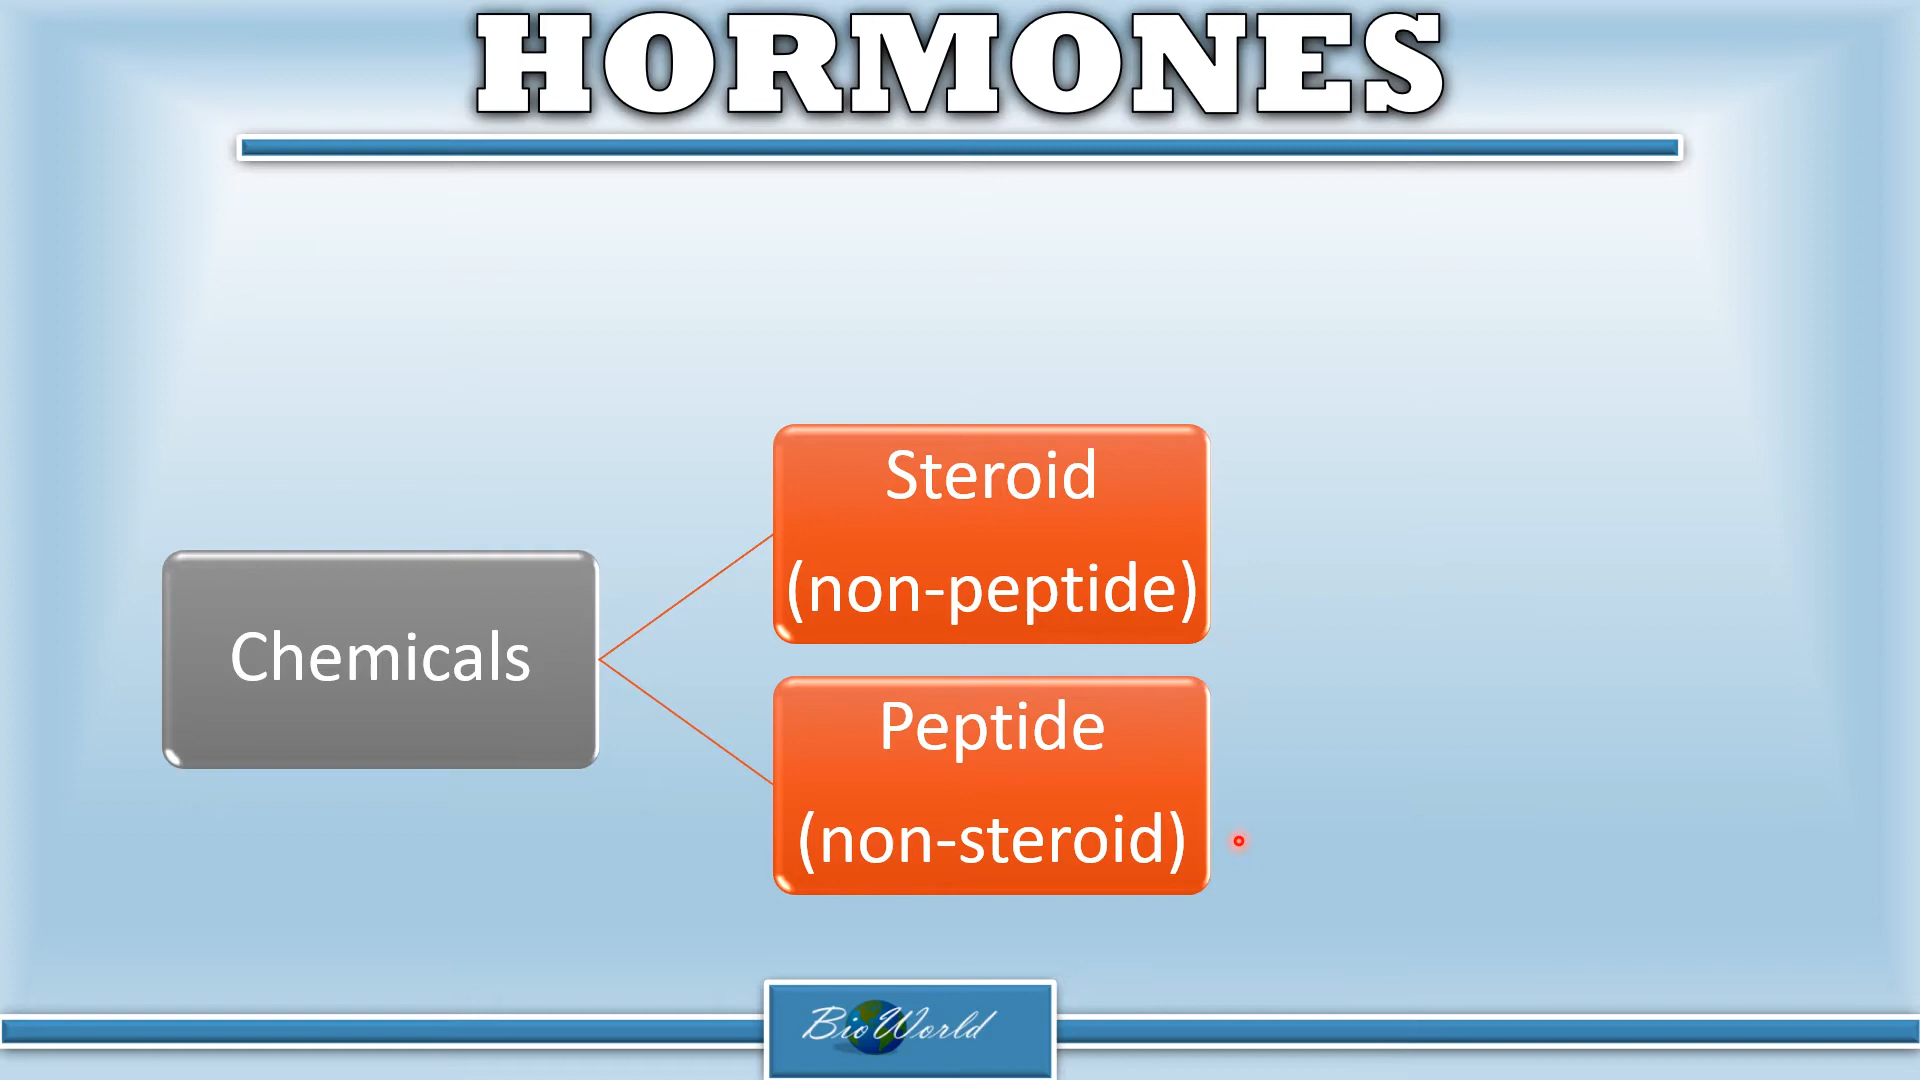 HORMONES
Steroid
(non-peptide)
Chemicals
Peptide
(non-steroid)
BioWorld